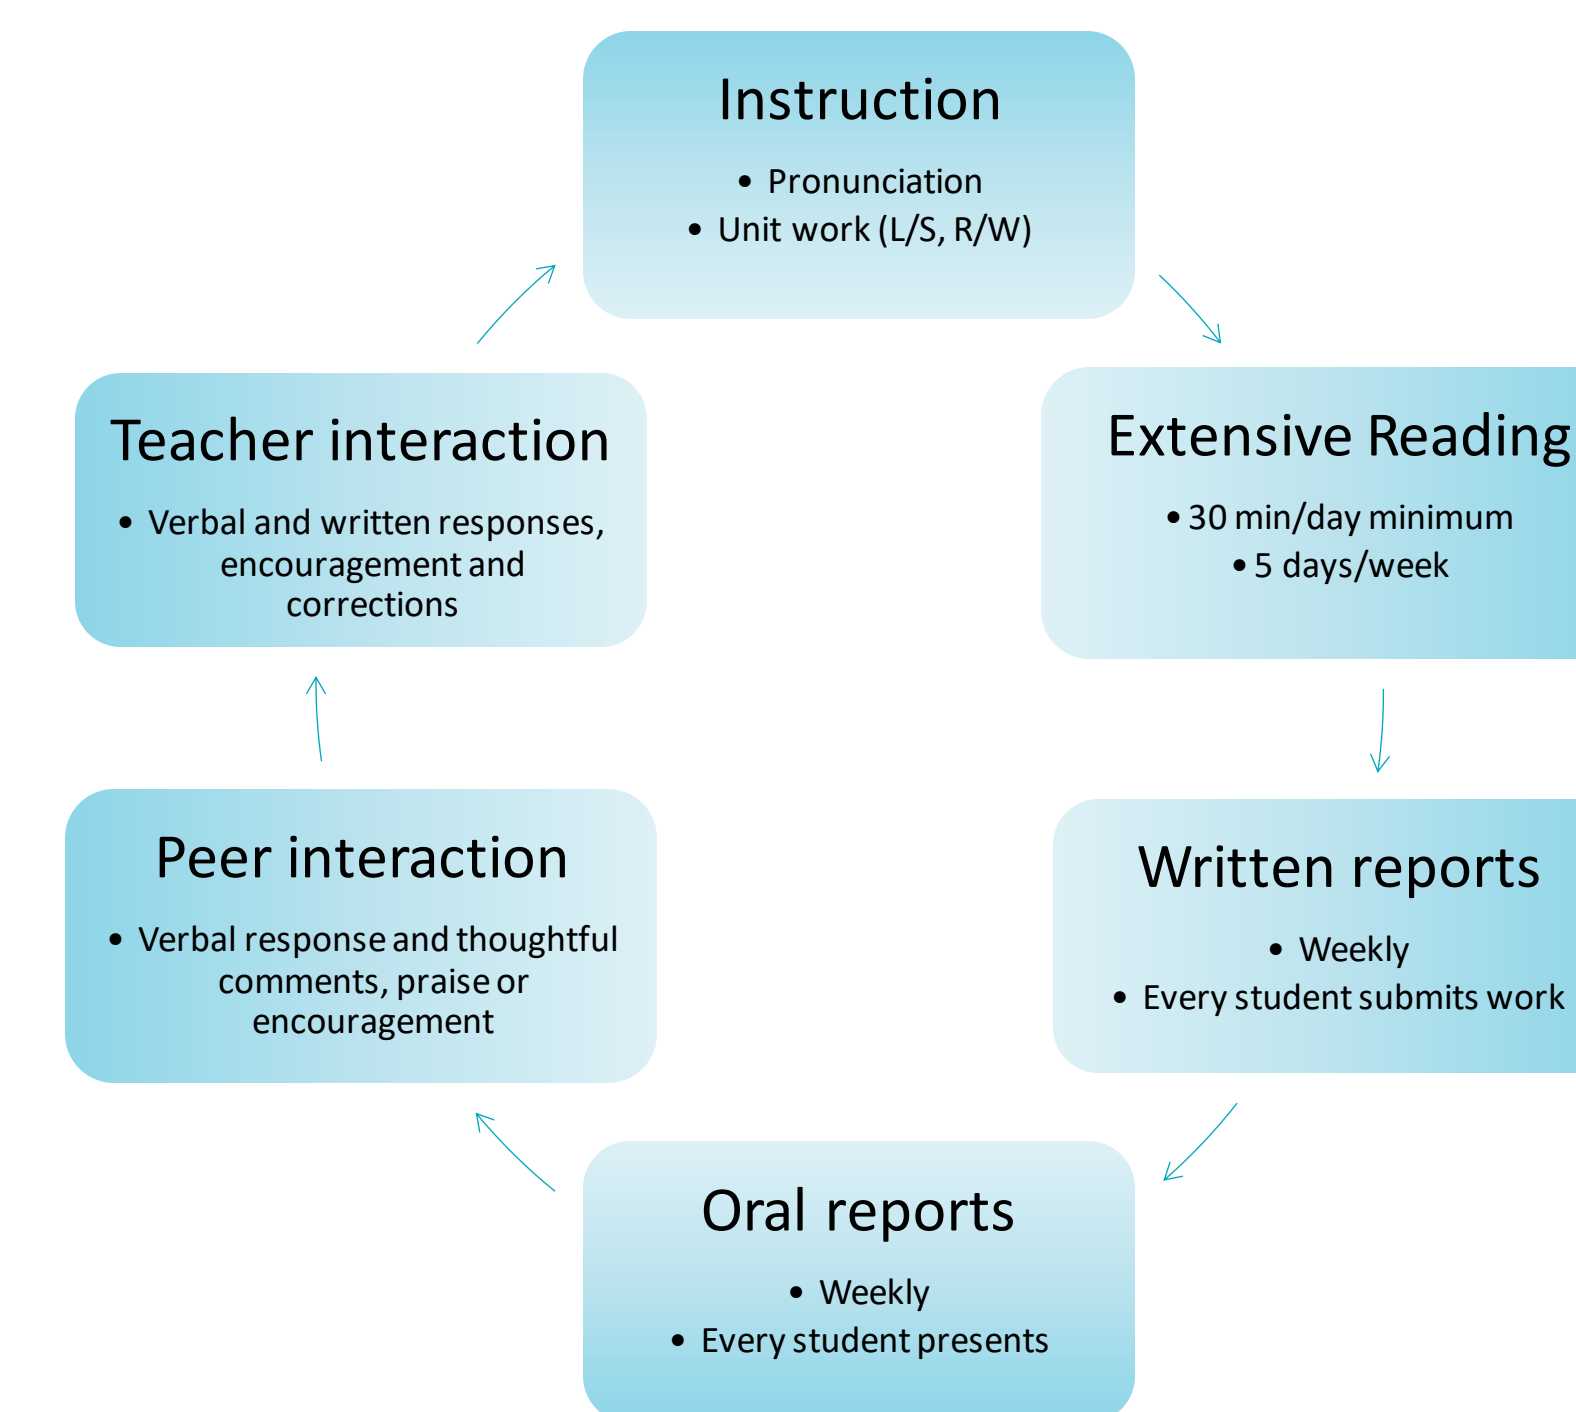 Instruction
• Pronunciation
• Unit work (L/S, R/W)
Extensive Reading
• 30 min/day minimum
• 5 days/week
Written reports
• Weekly
• Every student submits work
Oral reports
• Weekly
• Every student presents
Peer interaction
• Verbal response and thoughtful
comments, praise or
encouragement
Teacher interaction
• Verbal and written responses,
encouragement and
corrections